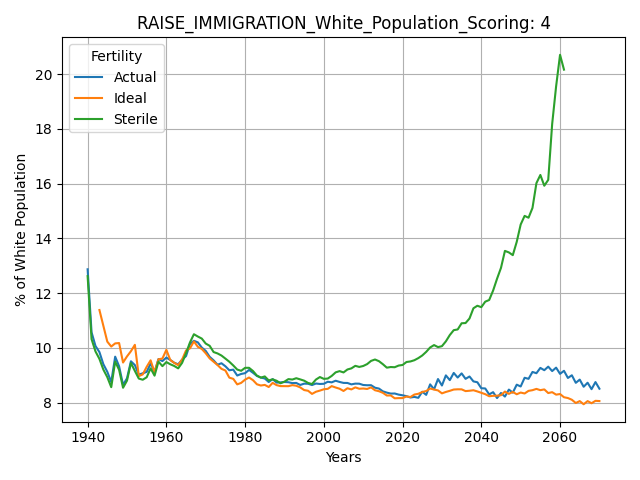 RAISE_IMMIGRATION_White_Population_Scoring: 4
Fertility
Actual
Ideal
Sterile
% of White Population
20
18
16
14
12
10
8
1940 1960 1980 2000 2020 2040 2060
Years